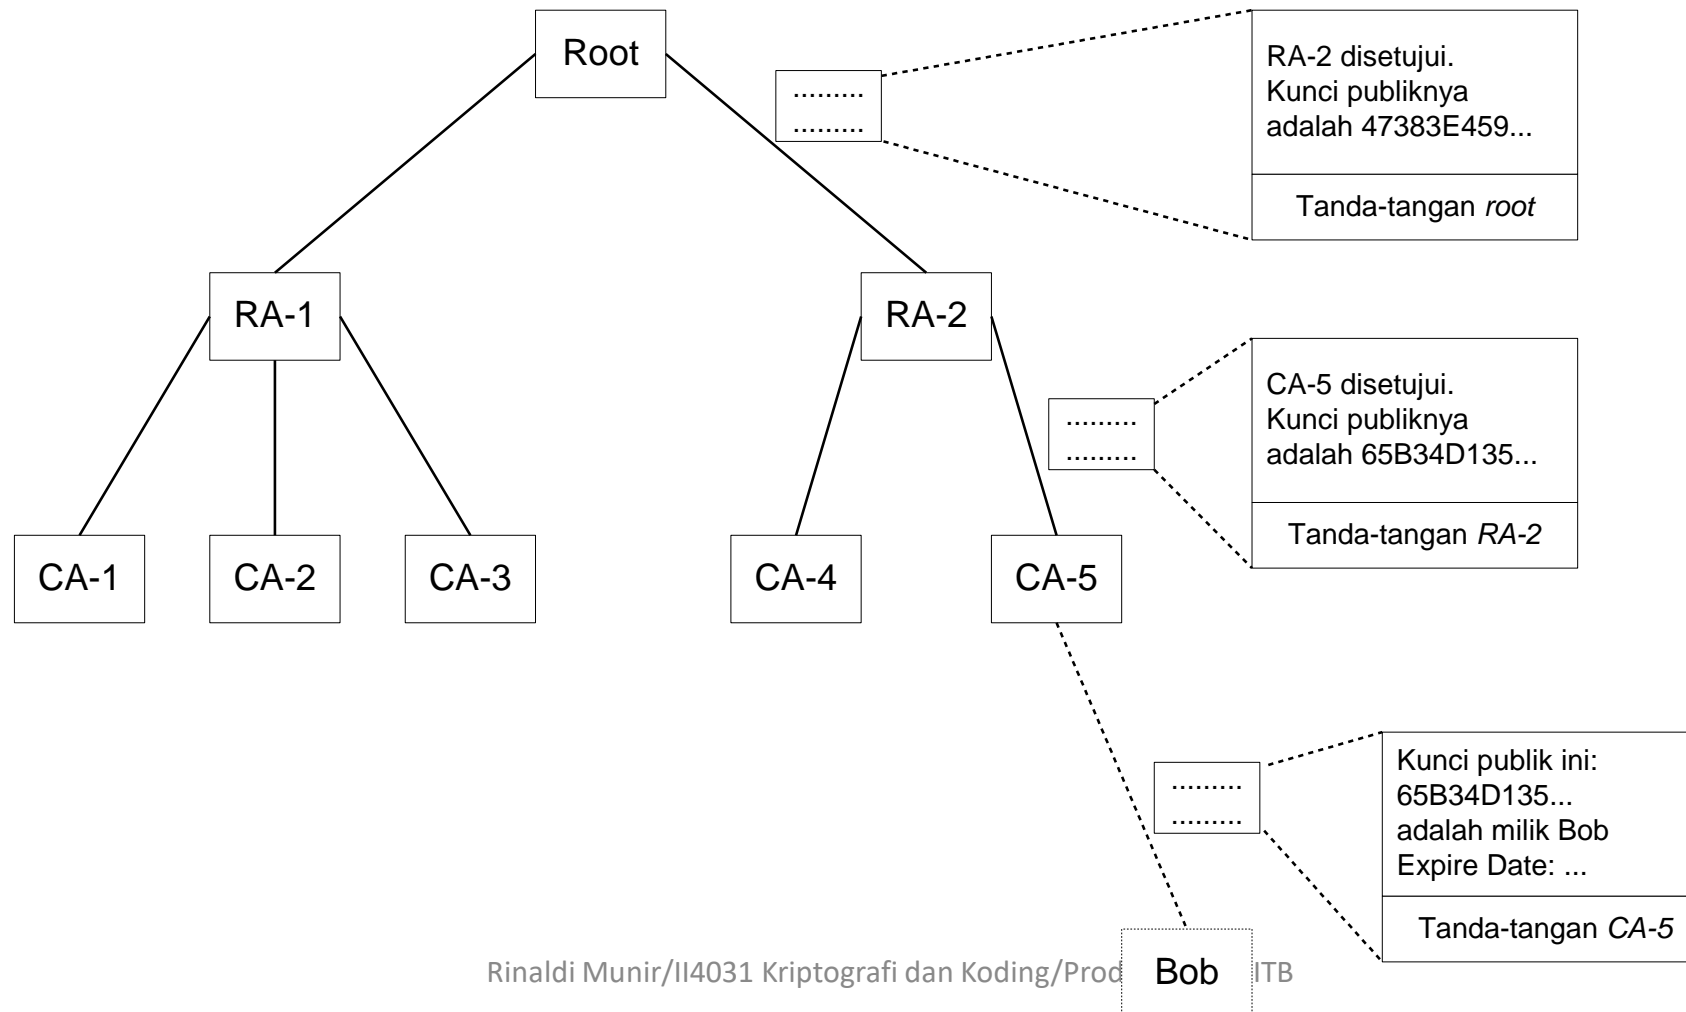 Root
.........
.........
RA-2 disetujui.
Kunci publiknya
adalah 47383E459...
Tanda-tangan root
RA-1
RA-2
.........
.........
CA-5 disetujui.
Kunci publiknya
adalah 65B34D135...
Tanda-tangan RA-2
CA-1
CA-2
CA-3
CA-4
CA-5
.........
.........
Kunci publik ini:
65B34D135...
adalah milik Bob
Expire Date: ...
Tanda-tangan CA-5
Rinaldi Munir/II4031 Kriptografi dan Koding/Prod
Bob
ITB